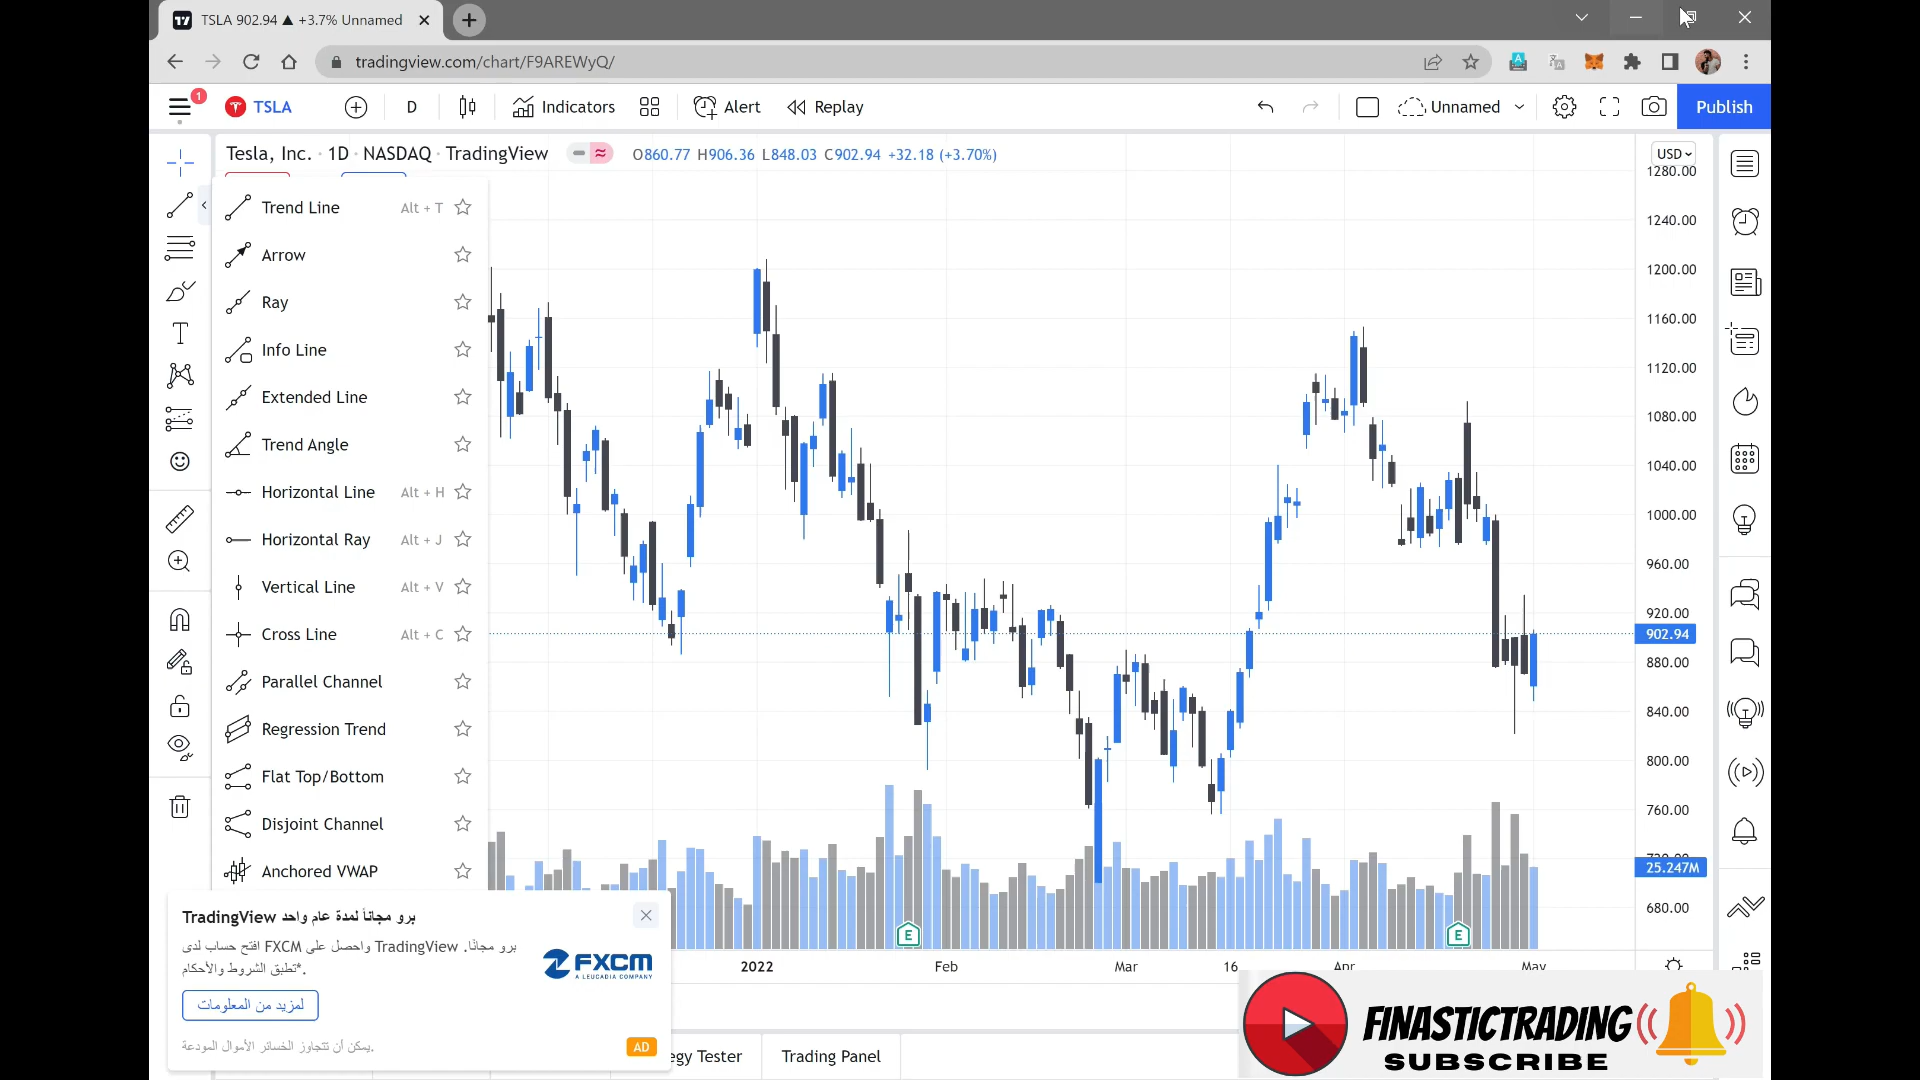 TSLA 902.94 ▲ +3.7% Unnamed
tradingview.com/chart/F9AREWyQ/
1
TSLA
D
Indicators
Alert
Replay
Unnamed
Publish
Tesla, Inc. · 1D · NASDAQ · TradingView
O860.77 H906.36 L848.03 C902.94 +32.18 (+3.70%)
USD
1280.00
1240.00
1200.00
1160.00
1120.00
1080.00
1040.00
1000.00
960.00
920.00
902.94
880.00
840.00
800.00
760.00
25.247M
680.00
Trend Line Alt + T
Arrow
Ray
Info Line
Extended Line
Trend Angle
Horizontal Line Alt + H
Horizontal Ray Alt + J
Vertical Line Alt + V
Cross Line Alt + C
Parallel Channel
Regression Trend
Flat Top/Bottom
Disjoint Channel
Anchored VWAP
E
E
2022
Feb
Mar
16
Apr
May
TradingView برو مجاناً لمدة عام واحد
افتح حساب لدى FXCM واحصل على TradingView برو مجانًا.
*تطبق الشروط والأحكام.
لمزيد من المعلومات
يمكن أن تتجاوز الخسائر الأموال المودعة.
FXCM
A LEUCADIA COMPANY
AD
egy Tester
Trading Panel
FINASTICTRADING
SUBSCRIBE